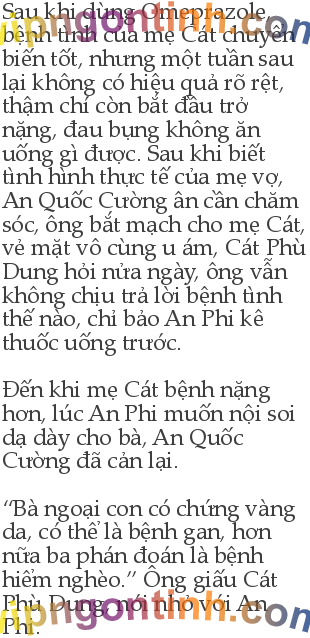 Sau khi dùng Omeprazole,
bệnh tình của mẹ Cát chuyển
biến tốt, nhưng một tuần sau
lại không có hiệu quả rõ rệt,
thậm chí còn bắt đầu trở
nặng, đau bụng không ăn
uống gì được. Sau khi biết
tình hình thực tế của mẹ vợ,
An Quốc Cường ân cần chăm
sóc, ông bắt mạch cho mẹ Cát,
vẻ mặt vô cùng u ám, Cát Phù
Dung hỏi nửa ngày, ông vẫn
không chịu trả lời bệnh tình
thế nào, chỉ bảo An Phi kê
thuốc uống trước.
Đến khi mẹ Cát bệnh nặng
hơn, lúc An Phi muốn nội soi
dạ dày cho bà, An Quốc
Cường đã cản lại.
“Bà ngoại con có chứng vàng
da, có thể là bệnh gan, hơn
nữa ba phán đoán là bệnh
hiểm nghèo.” Ông giấu Cát
Phù Dung, nói nhỏ với An
Phi.
vipngontinh.com
vipngontinh.com